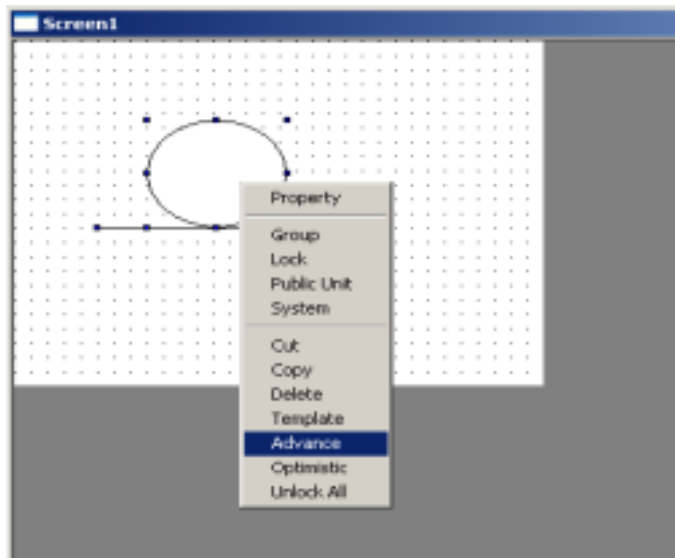 Screen1
Property
Group
Lock
Public Unit
System
Cut
Copy
Delete
Template
Advance
Optimistic
Unlock All